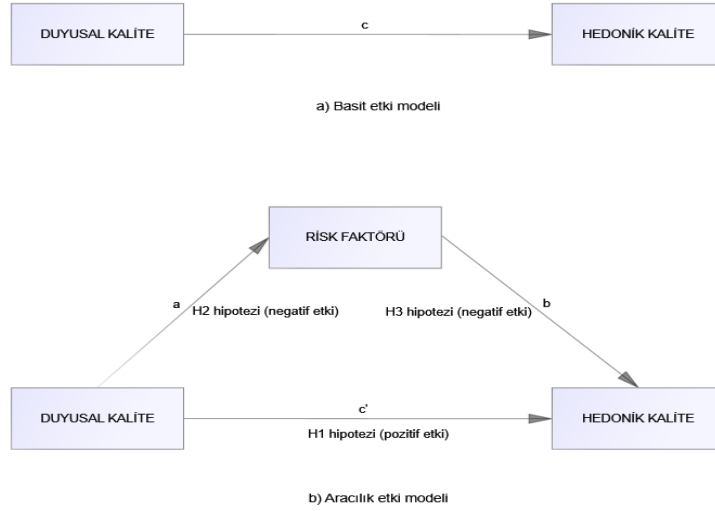 DUYUSAL KALİTE
c
HEDONİK KALİTE
a) Basit etki modeli
RİSK FAKTÖRÜ
a
H2 hipotezi (negatif etki)
b
H3 hipotezi (negatif etki)
DUYUSAL KALİTE
c'
H1 hipotezi (pozitif etki)
HEDONİK KALİTE
b) Aracılık etki modeli